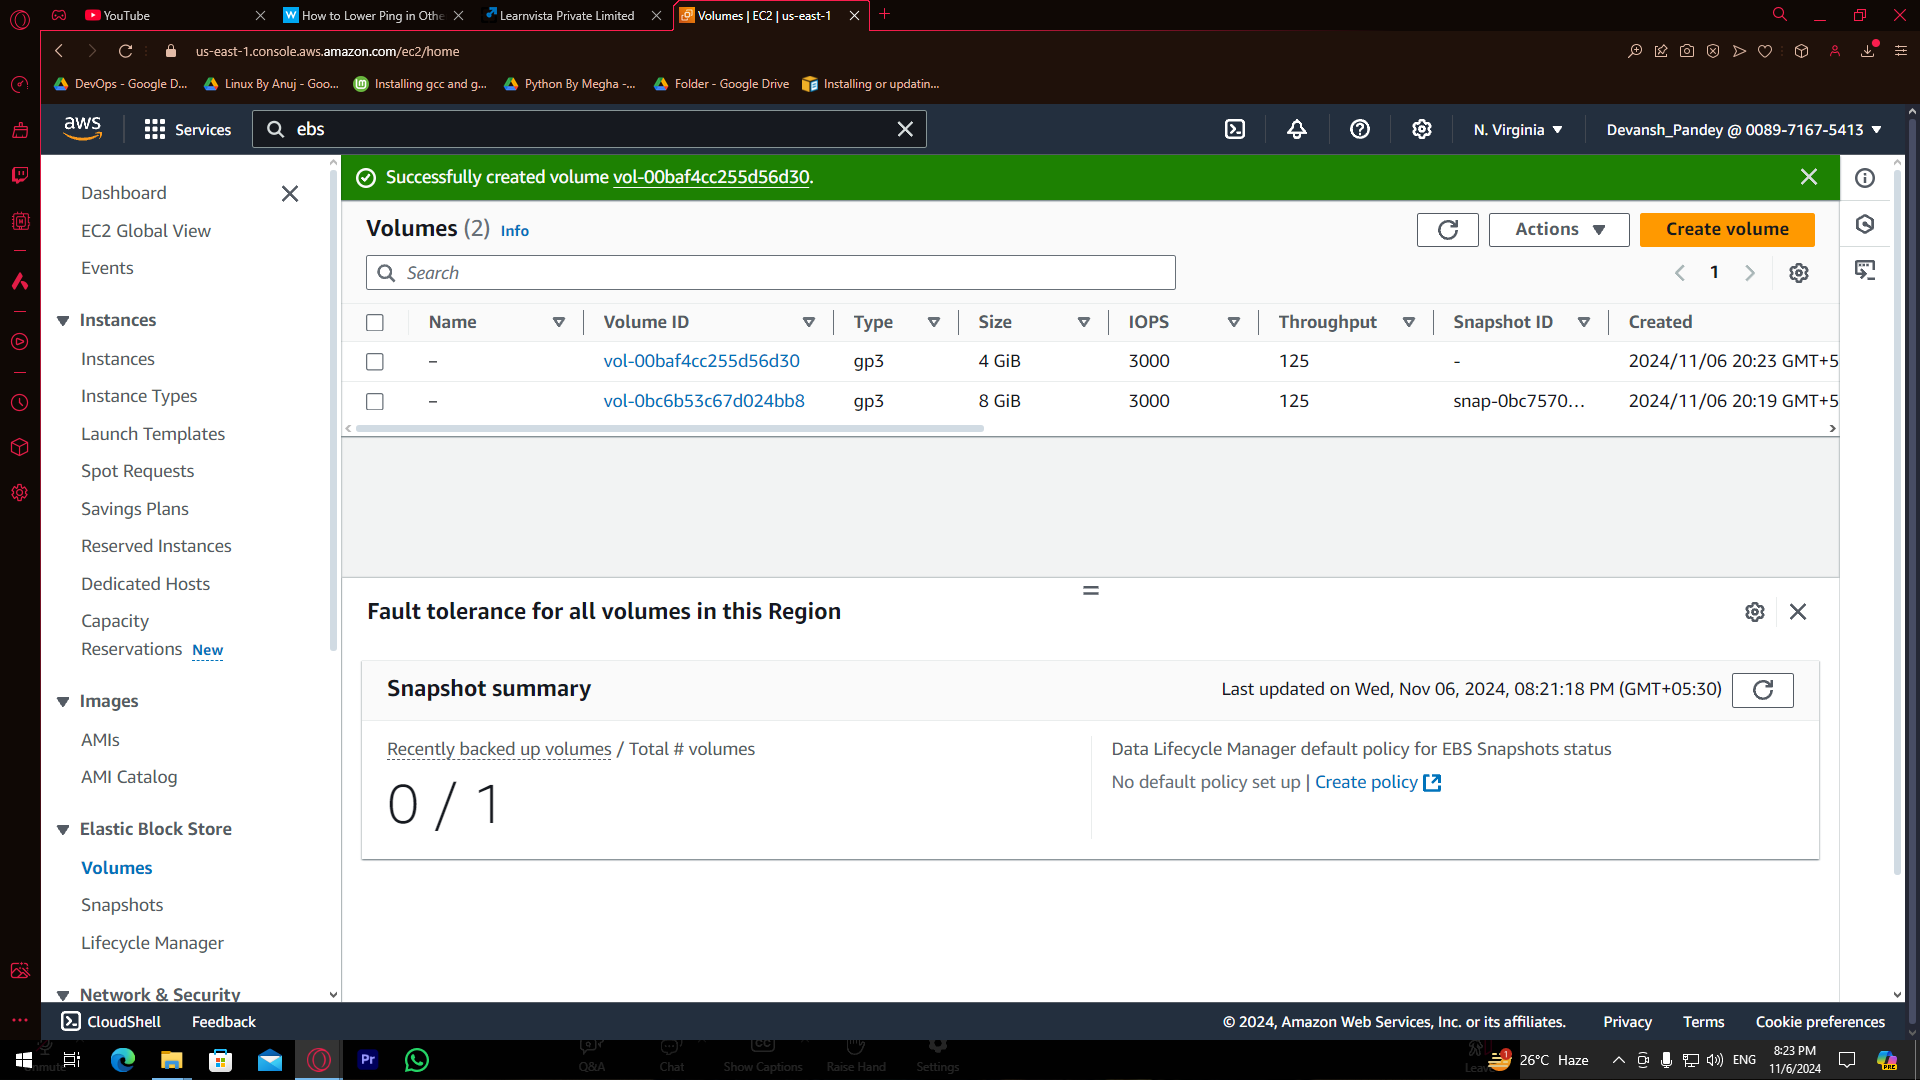 YouTube
How to Lower Ping in Othe
Learnvista Private Limited
Volumes | EC2 | us-east-1
us-east-1.console.aws.amazon.com/ec2/home
DevOps - Google D...
Linux By Anuj - Goo...
Installing gcc and g...
Python By Megha -...
Folder - Google Drive
Installing or updatin...
aws
Services
ebs
N. Virginia
Devansh_Pandey @ 0089-7167-5413
Dashboard
EC2 Global View
Events
Instances
Instances
Instance Types
Launch Templates
Spot Requests
Savings Plans
Reserved Instances
Dedicated Hosts
Capacity
Reservations New
Images
AMIs
AMI Catalog
Elastic Block Store
Volumes
Snapshots
Lifecycle Manager
Network & Security
Successfully created volume vol-00baf4cc255d56d30.
Volumes (2) Info
Actions
Create volume
Search
1
Name Volume ID Type Size IOPS Throughput Snapshot ID Created
– vol-00baf4cc255d56d30 gp3 4 GiB 3000 125 - 2024/11/06 20:23 GMT+5
– vol-0bc6b53c67d024bb8 gp3 8 GiB 3000 125 snap-0bc7570... 2024/11/06 20:19 GMT+5
Fault tolerance for all volumes in this Region
Snapshot summary
Last updated on Wed, Nov 06, 2024, 08:21:18 PM (GMT+05:30)
Recently backed up volumes / Total # volumes
0 / 1
Data Lifecycle Manager default policy for EBS Snapshots status
No default policy set up | Create policy
CloudShell
Feedback
© 2024, Amazon Web Services, Inc. or its affiliates.
Privacy
Terms
Cookie preferences
Q&A
Chat
Show Captions
Raise Hand
Settings
Pr
1
26°C Haze
ENG
8:23 PM
11/6/2024
PRE